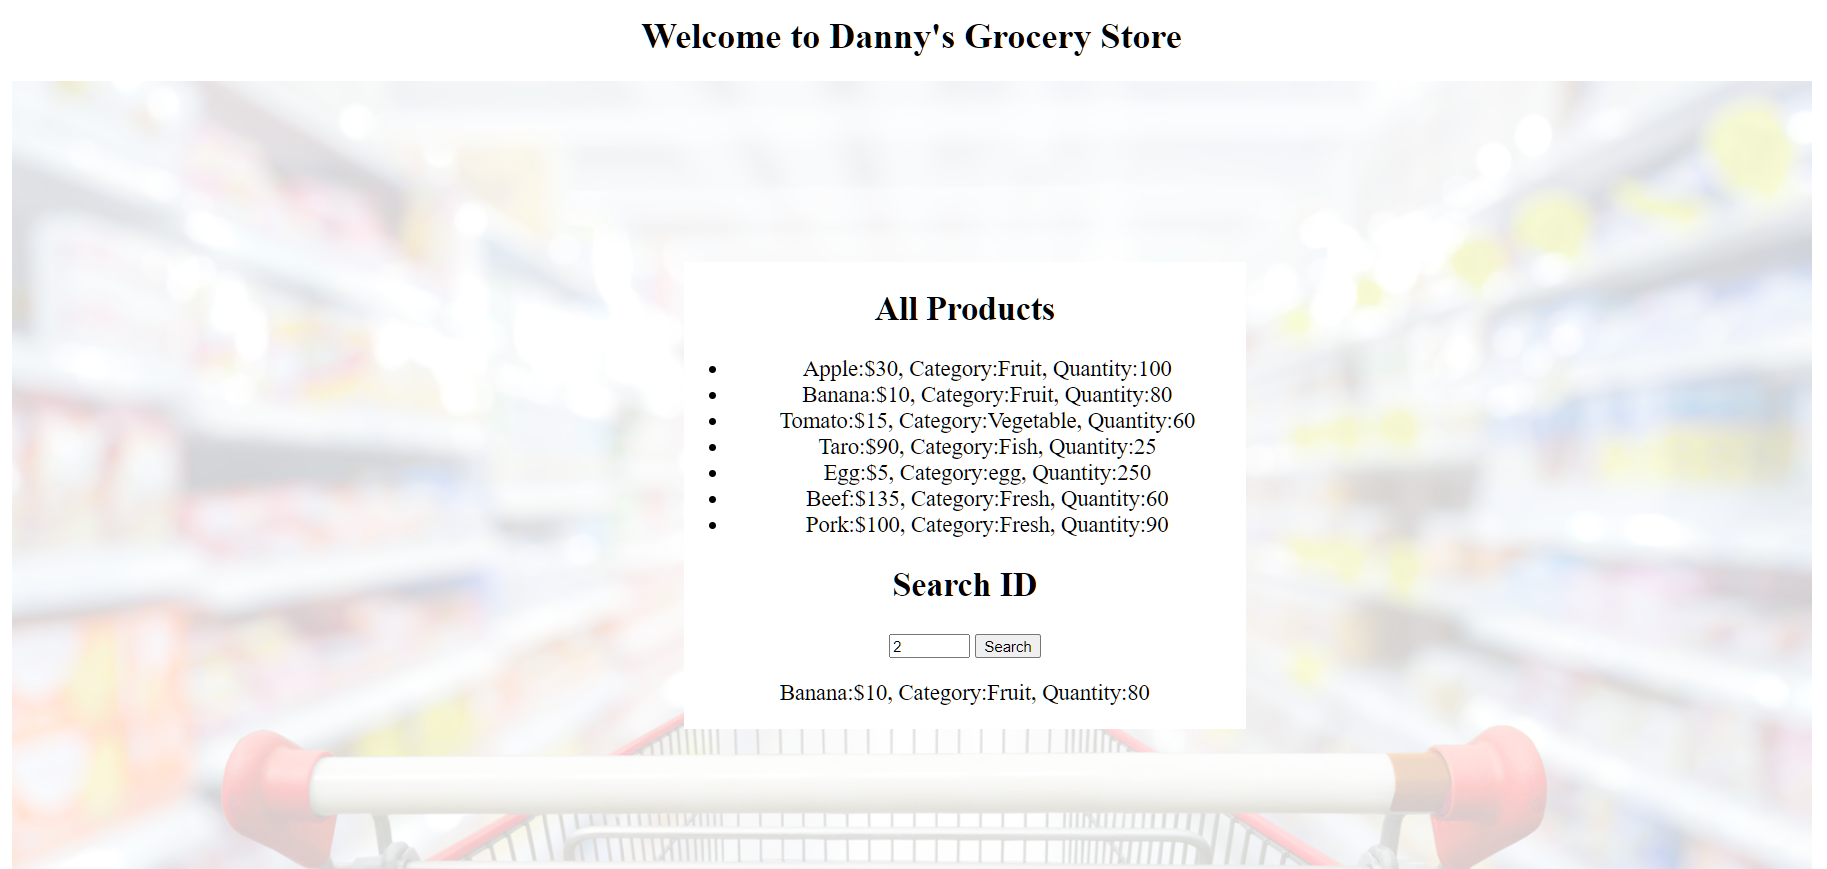 Welcome to Danny's Grocery Store
All Products
Apple:$30, Category:Fruit, Quantity:100
Banana:$10, Category:Fruit, Quantity:80
Tomato:$15, Category:Vegetable, Quantity:60
Taro:$90, Category:Fish, Quantity:25
Egg:$5, Category:egg, Quantity:250
Beef:$135, Category:Fresh, Quantity:60
Pork:$100, Category:Fresh, Quantity:90
Search ID
2 Search
Banana:$10, Category:Fruit, Quantity:80